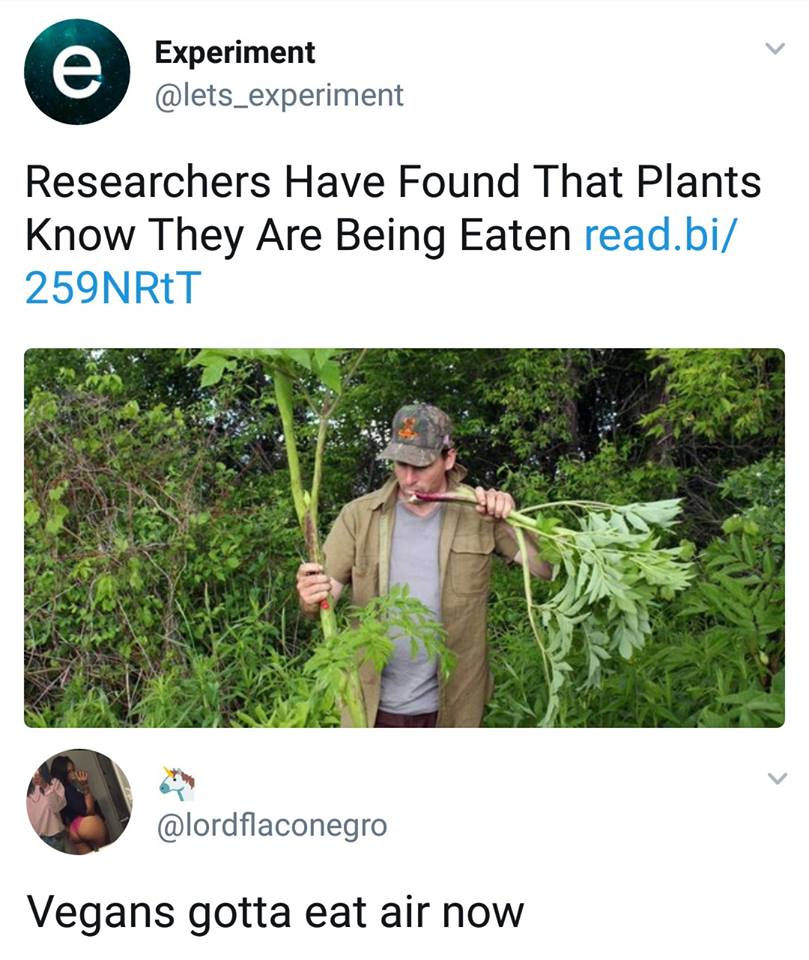 e
Experiment
@lets_experiment
Researchers Have Found That Plants
Know They Are Being Eaten read.bi/
259NRtT
@lordflaconegro
Vegans gotta eat air now